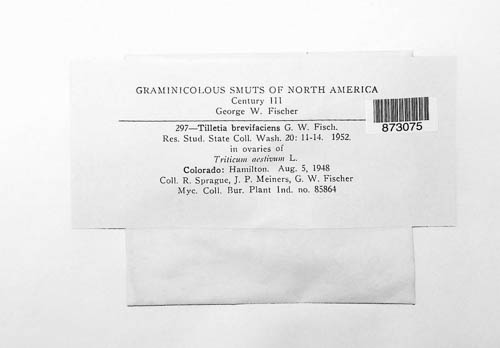 GRAMINICOLOUS SMUTS OF NORTH AMERICA
Century III
George W. Fischer
297—Tilletia brevifaciens G. W. Fisch.
Res. Stud. State Coll. Wash. 20: 11-14. 1952.
in ovaries of
Triticum aestivum L.
Colorado: Hamilton. Aug. 5, 1948
Coll. R. Sprague, J. P. Meiners, G. W. Fischer
Myc. Coll. Bur. Plant Ind. no. 85864
873075